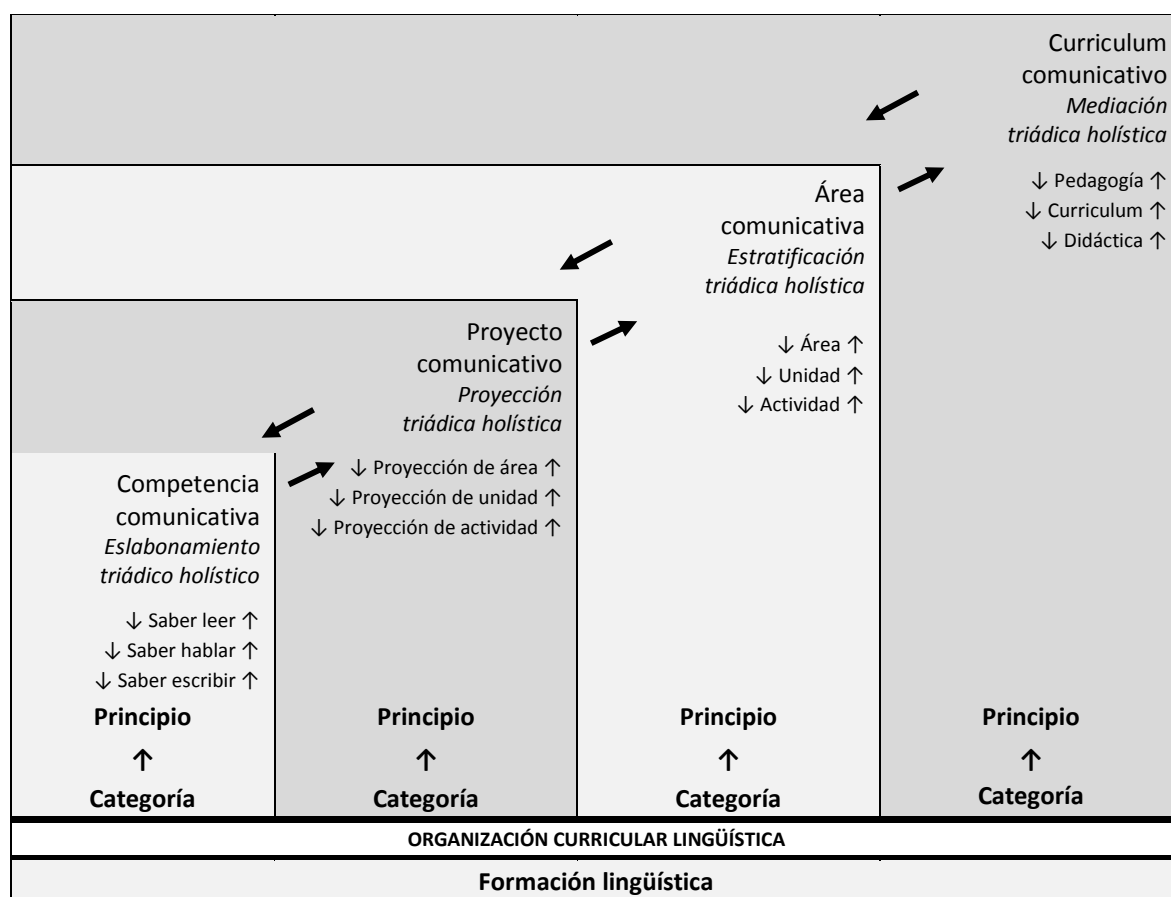 Curriculum
comunicativo
Mediación
triádica holística
↓ Pedagogía ↑
↓ Curriculum ↑
↓ Didáctica ↑
Área
comunicativa
Estratificación
triádica holística
↓ Área ↑
↓ Unidad ↑
↓ Actividad ↑
Proyecto
comunicativo
Proyección
triádica holística
↓ Proyección de área ↑
↓ Proyección de unidad ↑
↓ Proyección de actividad ↑
Competencia
comunicativa
Eslabonamiento
triádico holístico
↓ Saber leer ↑
↓ Saber hablar ↑
↓ Saber escribir ↑
Principio Principio Principio Principio
↑ ↑ ↑ ↑
Categoría Categoría Categoría Categoría
ORGANIZACIÓN CURRICULAR LINGÜÍSTICA
Formación lingüística